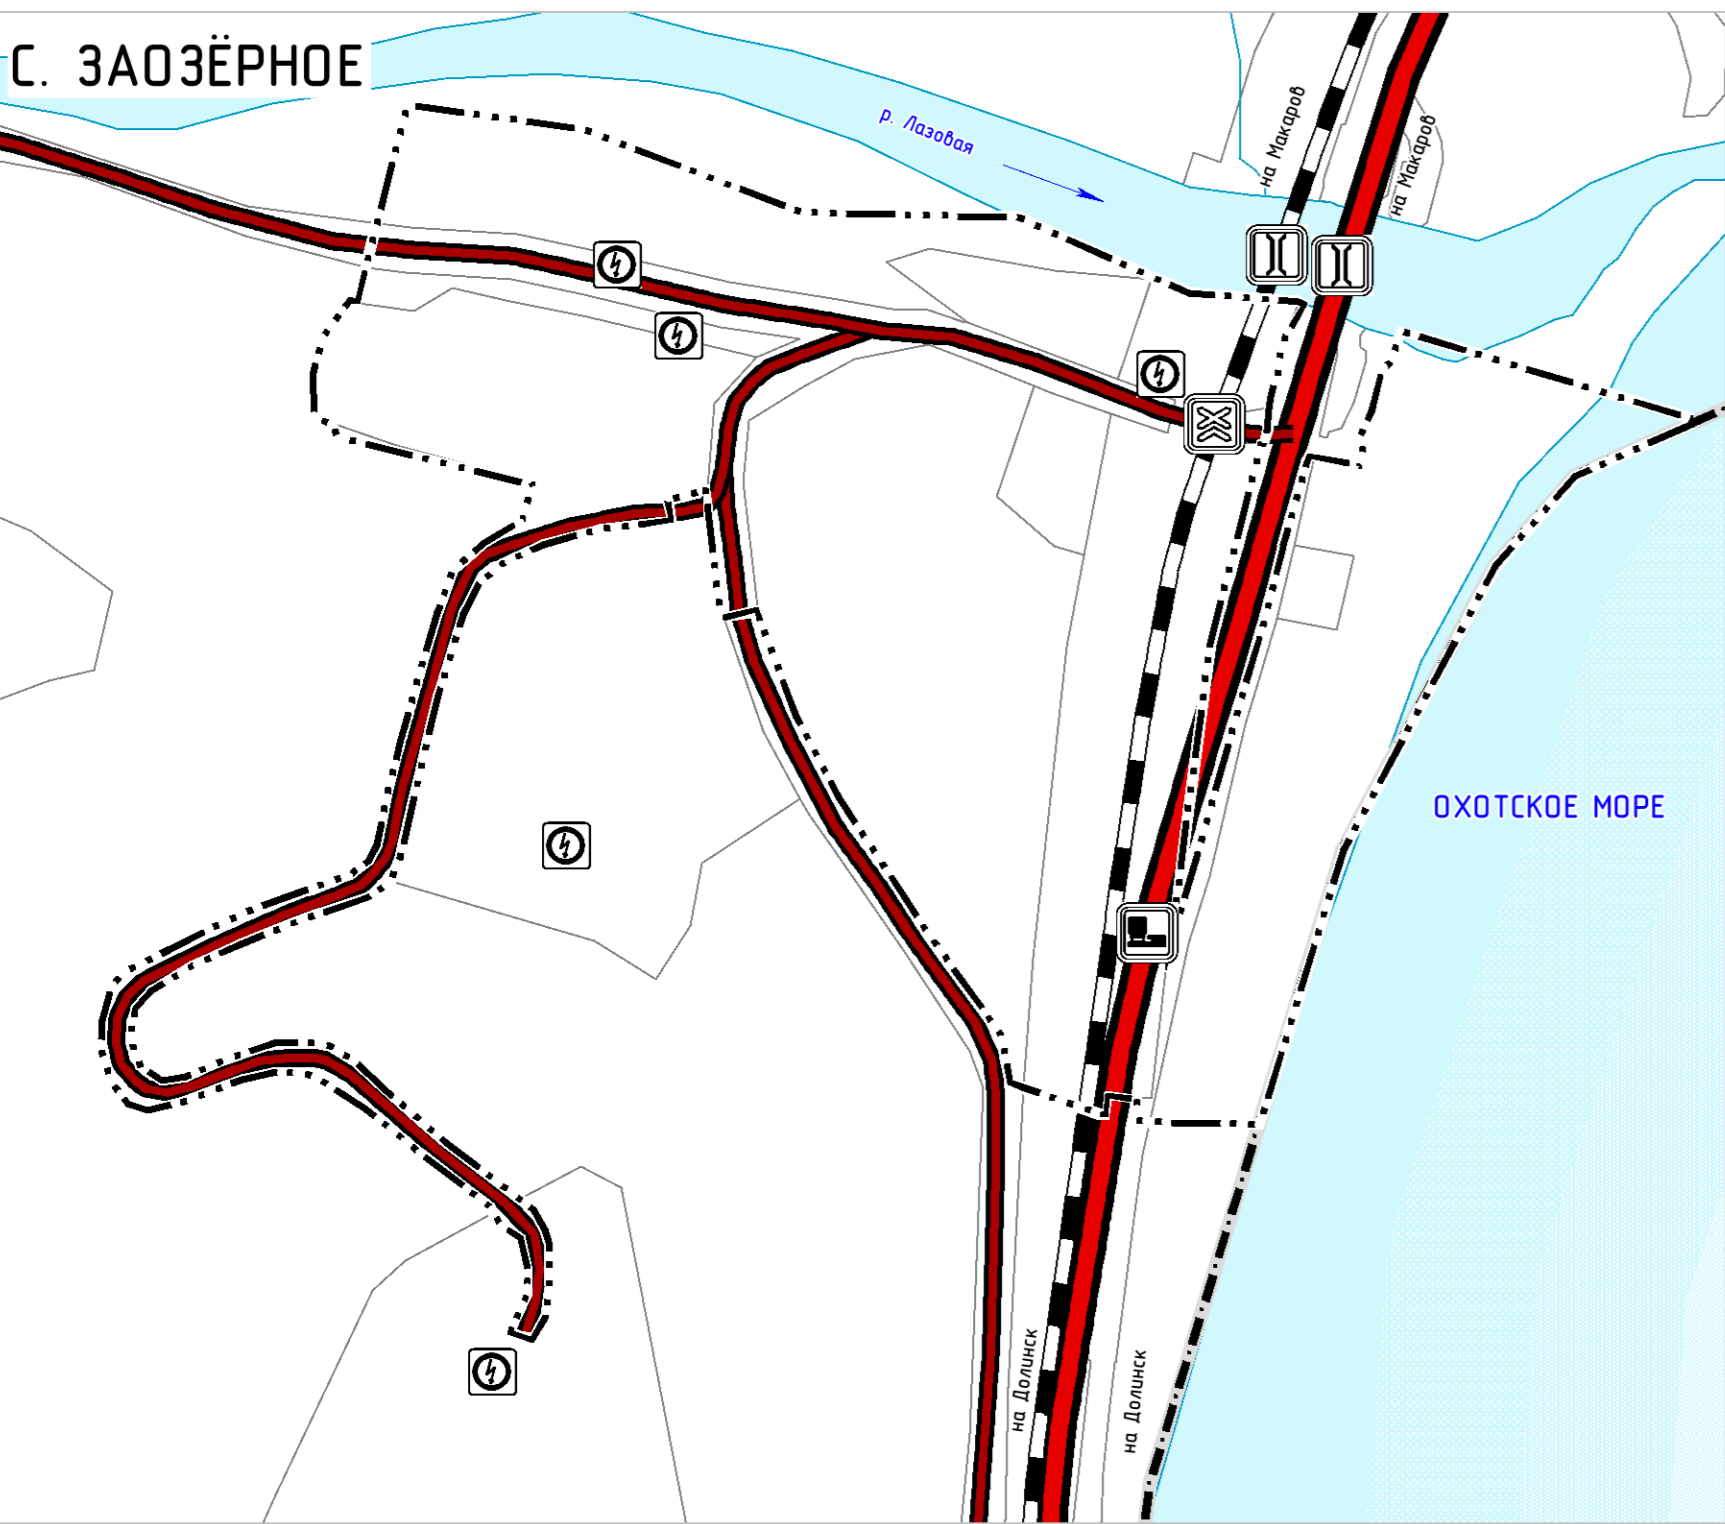 С. ЗАОЗЁРНОЕ
р. Лазовая
на Макаров
на Макаров
ОХОТСКОЕ МОРЕ
на Долинск
на Долинск